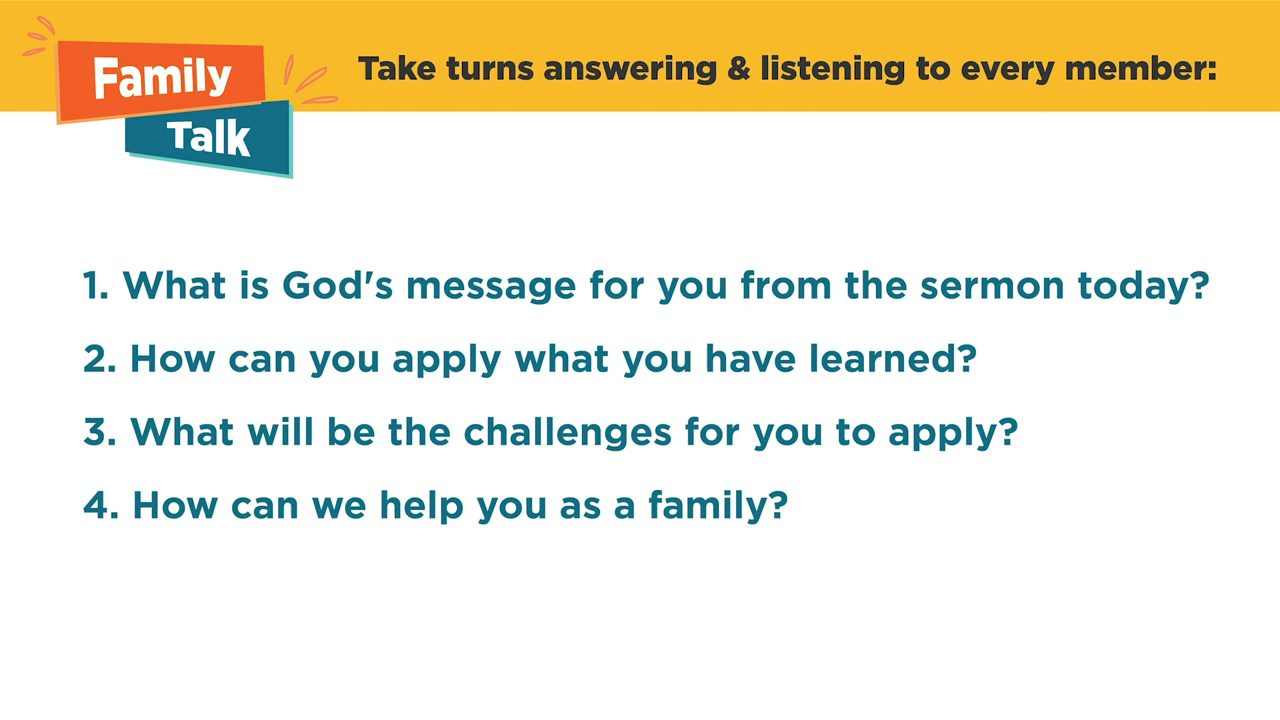 Family
Talk
Take turns answering & listening to every member:
1. What is God's message for you from the sermon today?
2. How can you apply what you have learned?
3. What will be the challenges for you to apply?
4. How can we help you as a family?